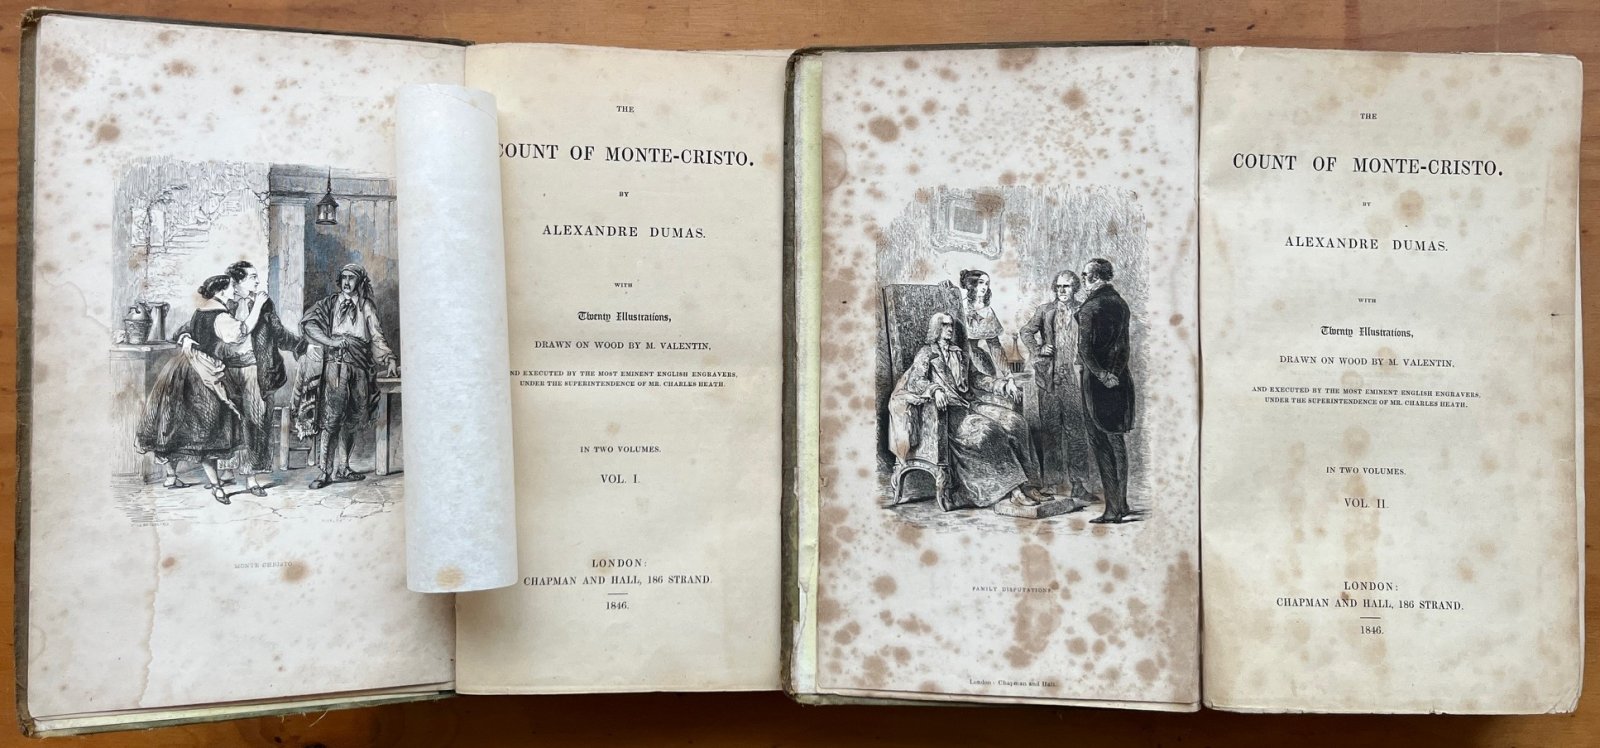 MONTE CHRISTO
THE
COUNT OF MONTE-CRISTO.
BY
ALEXANDRE DUMAS.
WITH
Twenty Illustrations,
DRAWN ON WOOD BY M. VALENTIN,
ND EXECUTED BY THE MOST EMINENT ENGLISH ENGRAVERS,
UNDER THE SUPERINTENDENCE OF MR. CHARLES HEATH.
IN TWO VOLUMES.
VOL. I.
LONDON:
CHAPMAN AND HALL, 186 STRAND.
1846.
FAMILY DISPUTATIONS.
London: Chapman and Hall.
THE
COUNT OF MONTE-CRISTO.
BY
ALEXANDRE DUMAS.
WITH
Twenty Illustrations,
DRAWN ON WOOD BY M. VALENTIN,
AND EXECUTED BY THE MOST EMINENT ENGLISH ENGRAVERS,
UNDER THE SUPERINTENDENCE OF MR. CHARLES HEATH.
IN TWO VOLUMES.
VOL. II.
LONDON:
CHAPMAN AND HALL, 186 STRAND.
1846.